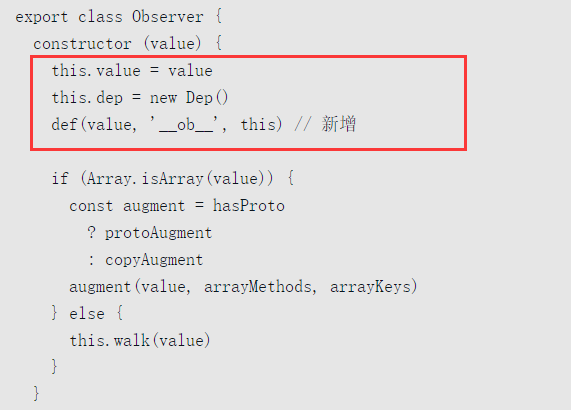 export class Observer {
  constructor (value) {
    this.value = value
    this.dep = new Dep()
    def(value, '__ob__', this) // 新增

    if (Array.isArray(value)) {
      const augment = hasProto
        ? protoAugment
        : copyAugment
      augment(value, arrayMethods, arrayKeys)
    } else {
      this.walk(value)
    }
  }